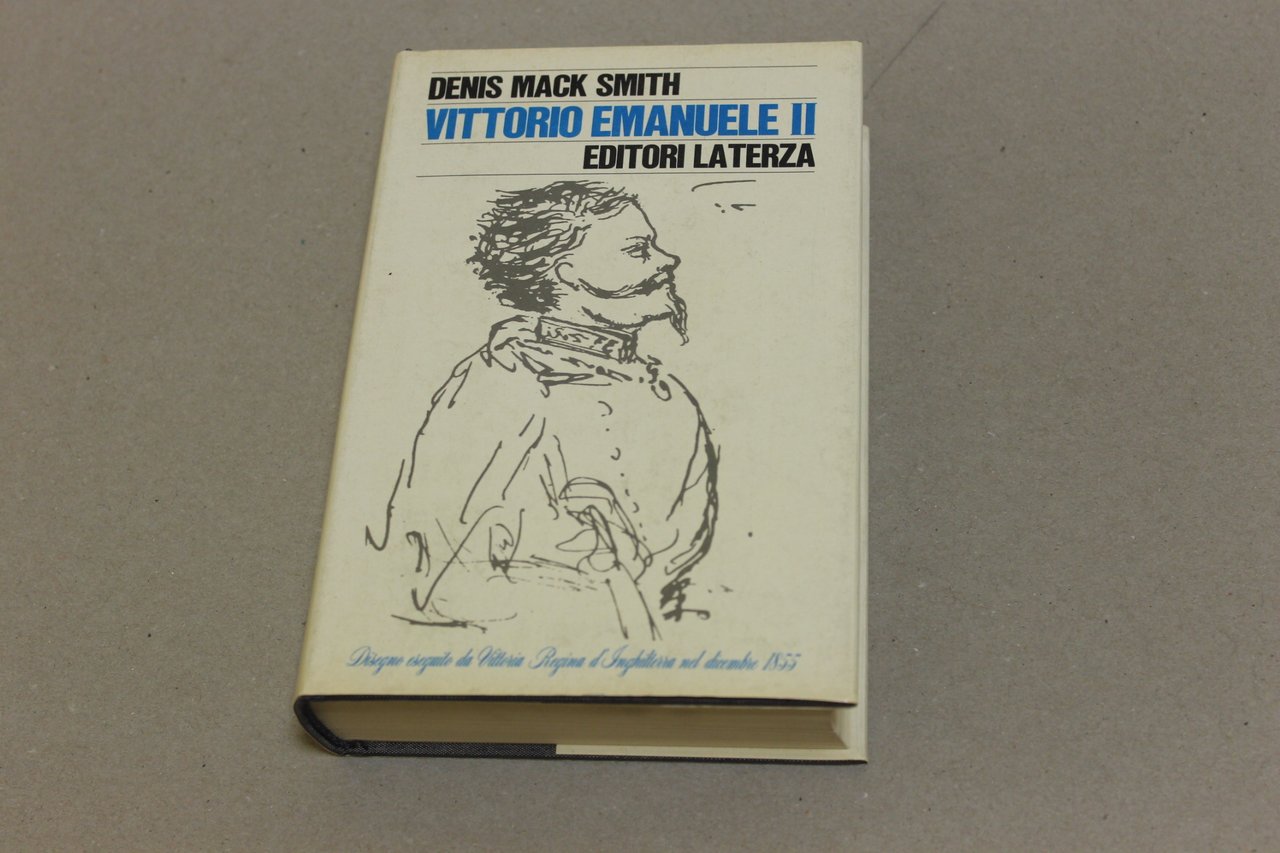 DENIS MACK SMITH
VITTORIO EMANUELE II
EDITORI LATERZA
Disegno eseguito da Vittoria Regina d'Inghilterra nel dicembre 1855